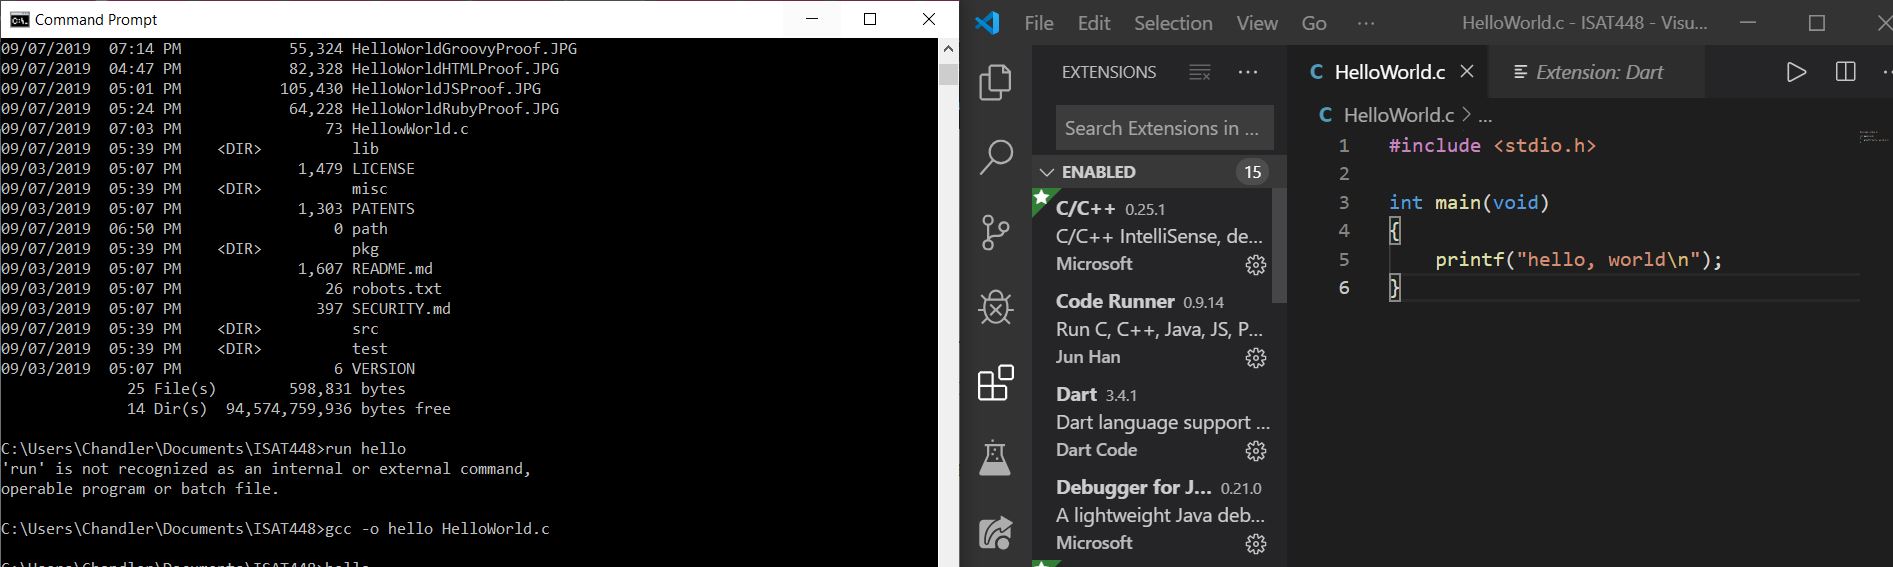 Command Prompt
09/07/2019  07:14 PM            55,324 HelloWorldGroovyProof.JPG
09/07/2019  04:47 PM            82,328 HelloWorldHTMLProof.JPG
09/07/2019  05:01 PM           105,430 HelloWorldJSProof.JPG
09/07/2019  05:24 PM            64,228 HelloWorldRubyProof.JPG
09/07/2019  07:03 PM                73 HellowWorld.c
09/07/2019  05:39 PM    <DIR>          lib
09/03/2019  05:07 PM             1,479 LICENSE
09/07/2019  05:39 PM    <DIR>          misc
09/03/2019  05:07 PM             1,303 PATENTS
09/07/2019  06:50 PM                 0 path
09/07/2019  05:39 PM    <DIR>          pkg
09/03/2019  05:07 PM             1,607 README.md
09/03/2019  05:07 PM                26 robots.txt
09/03/2019  05:07 PM               397 SECURITY.md
09/07/2019  05:39 PM    <DIR>          src
09/07/2019  05:39 PM    <DIR>          test
09/03/2019  05:07 PM                 6 VERSION
25 File(s)        598,831 bytes
14 Dir(s)  94,574,759,936 bytes free
C:\Users\Chandler\Documents\ISAT448>run hello
'run' is not recognized as an internal or external command,
operable program or batch file.
C:\Users\Chandler\Documents\ISAT448>gcc -o hello HelloWorld.c
File Edit Selection View Go ... HelloWorld.c - ISAT448 - Visu...
EXTENSIONS ...
Search Extensions in ...
ENABLED 15
C/C++ 0.25.1
C/C++ IntelliSense, de...
Microsoft
Code Runner 0.9.14
Run C, C++, Java, JS, P...
Jun Han
Dart 3.4.1
Dart language support ...
Dart Code
Debugger for J... 0.21.0
A lightweight Java deb...
Microsoft
C HelloWorld.c Extension: Dart
C HelloWorld.c > ...
1 #include <stdio.h>
2
3 int main(void)
4 {
5     printf("hello, world\n");
6 }